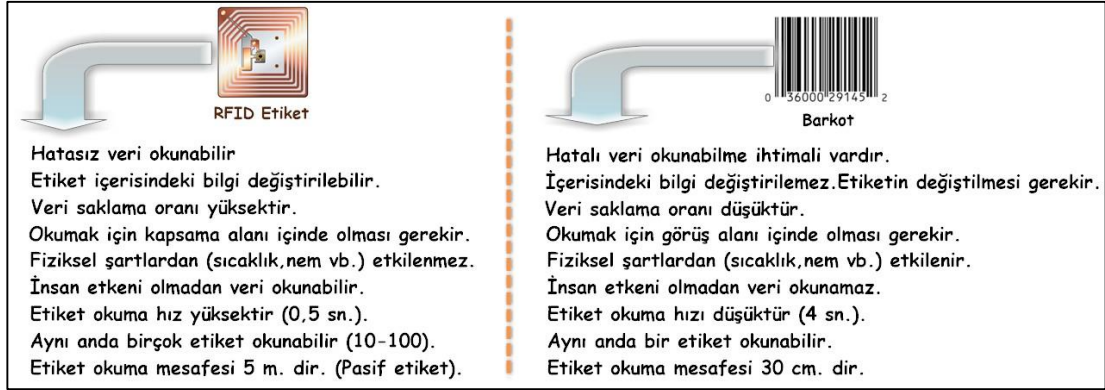 RFID Etiket
Hatasız veri okunabilir
Etiket içerisindeki bilgi değiştirilebilir.
Veri saklama oranı yüksektir.
Okumak için kapsama alanı içinde olması gerekir.
Fiziksel şartlardan (sıcaklık,nem vb.) etkilenmez.
İnsan etkeni olmadan veri okunabilir.
Etiket okuma hız yüksektir (0,5 sn.).
Aynı anda birçok etiket okunabilir (10-100).
Etiket okuma mesafesi 5 m. dir. (Pasif etiket).
0 36000 29145 2
Barkot
Hatalı veri okunabilme ihtimali vardır.
İçerisindeki bilgi değiştirilemez.Etiketin değiştilmesi gerekir.
Veri saklama oranı düşüktür.
Okumak için görüş alanı içinde olması gerekir.
Fiziksel şartlardan (sıcaklık,nem vb.) etkilenir.
İnsan etkeni olmadan veri okunamaz.
Etiket okuma hızı düşüktür (4 sn.).
Aynı anda bir etiket okunabilir.
Etiket okuma mesafesi 30 cm. dir.